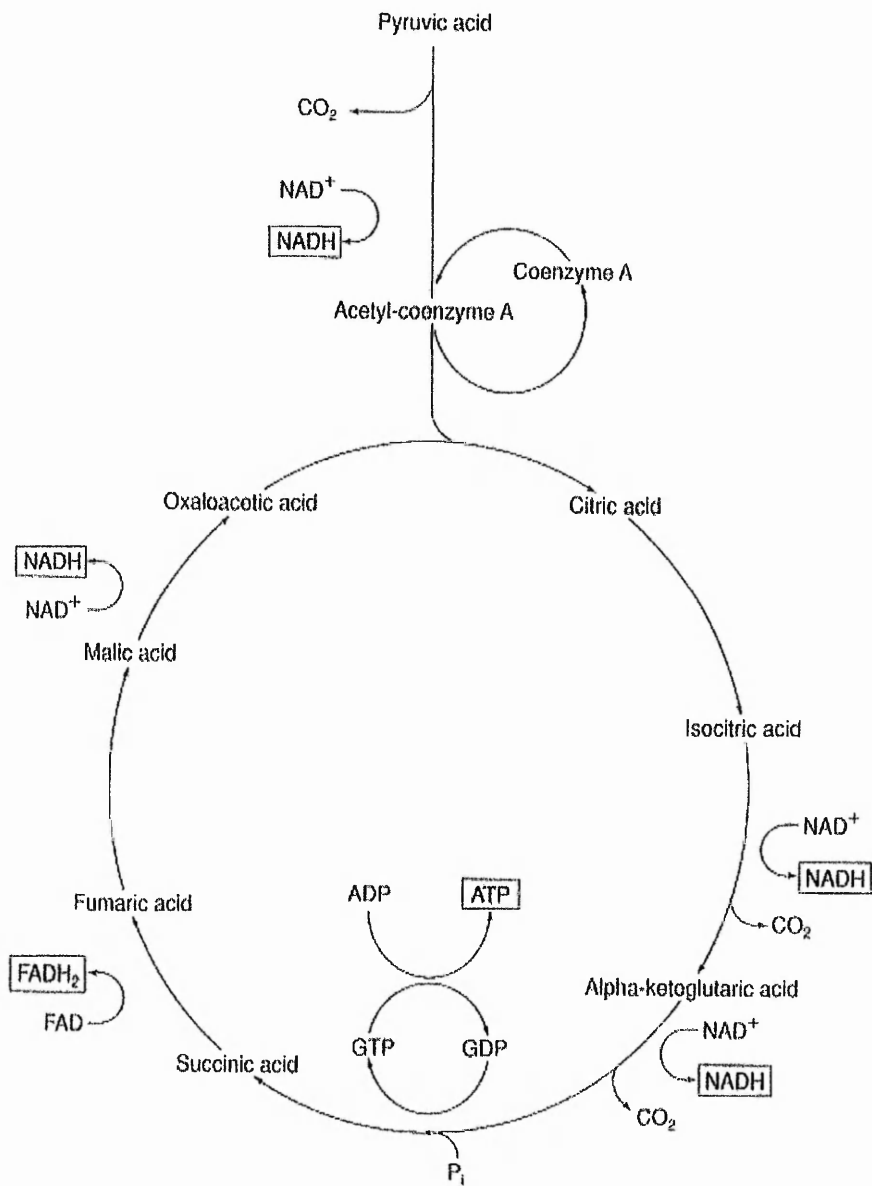 Pyruvic acid
CO₂
NAD⁺
NADH
Coenzyme A
Acetyl-coenzyme A
Oxaloacotic acid
Citric acid
NADH
NAD⁺
Malic acid
Isocitric acid
NAD⁺
NADH
CO₂
ADP
ATP
Fumaric acid
FADH₂
FAD
Alpha-ketoglutaric acid
NAD⁺
NADH
CO₂
GTP
GDP
Succinic acid
Pᵢ